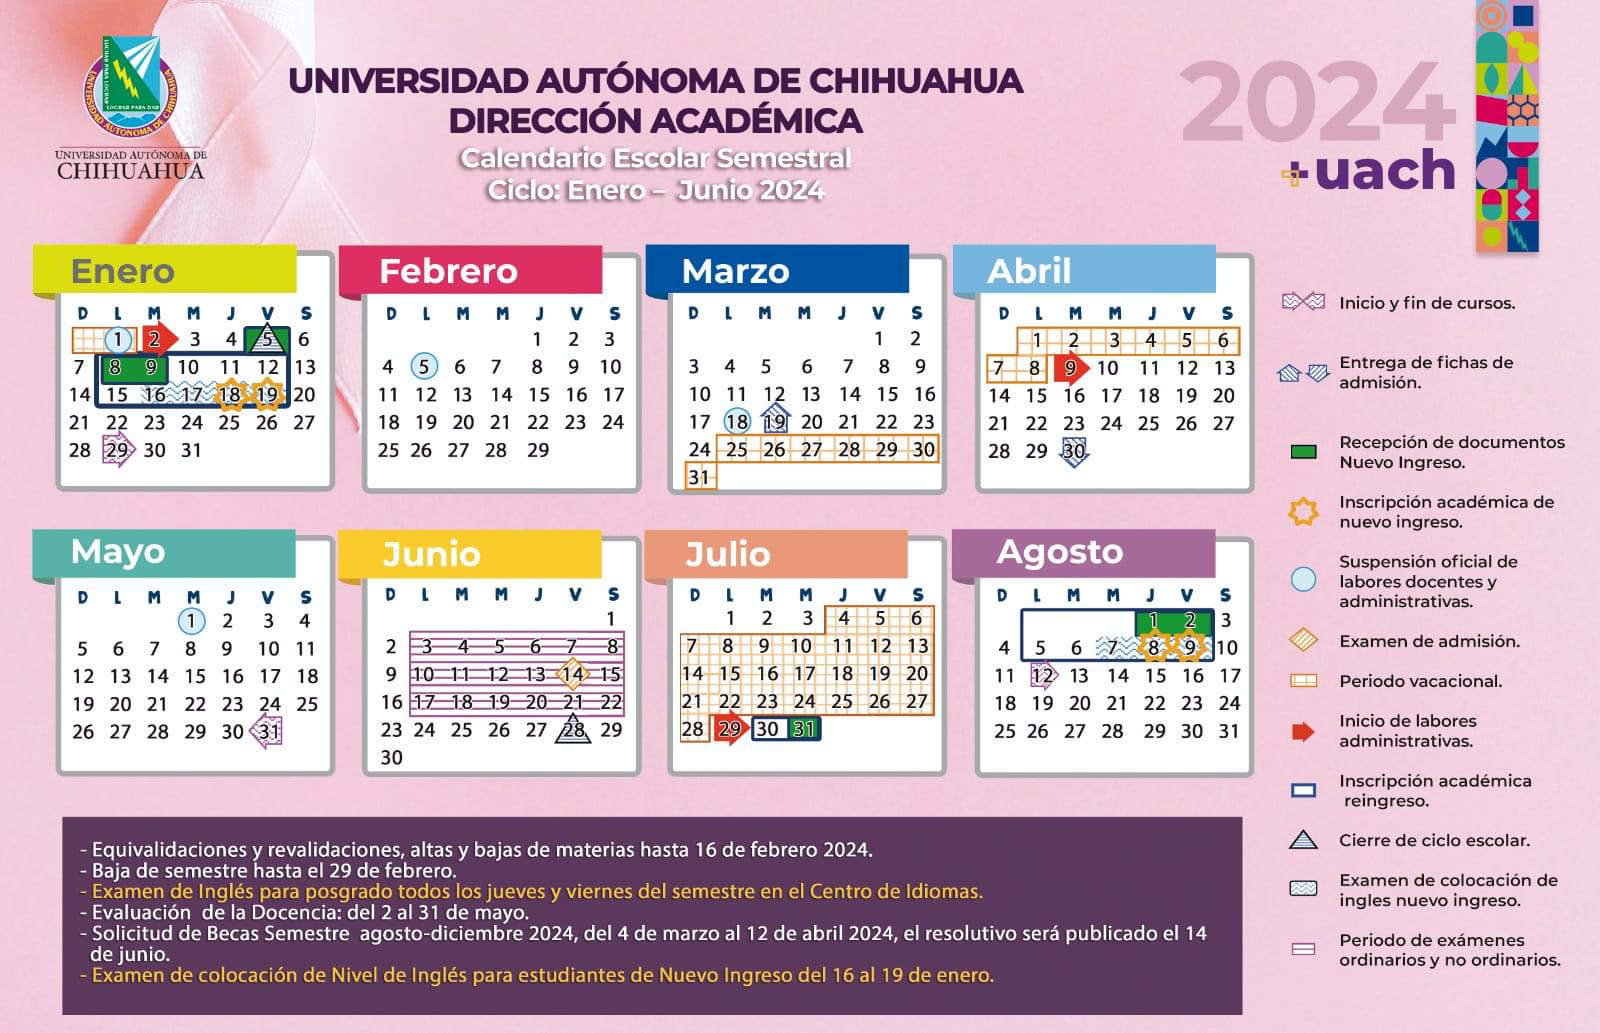 UNIVERSIDAD AUTÓNOMA DE CHIHUAHUA
DIRECCIÓN ACADÉMICA
Calendario Escolar Semestral
Ciclo: Enero – Junio 2024
LUCHAR PARA LOGRAR
LOGRAR PARA DAR
UNIVERSIDAD AUTÓNOMA DE CHIHUAHUA
UNIVERSIDAD AUTÓNOMA DE
CHIHUAHUA
2024
+uach
Enero
D L M M J V S
1 2 3 4 5 6
7 8 9 10 11 12 13
14 15 16 17 18 19 20
21 22 23 24 25 26 27
28 29 30 31
Febrero
D L M M J V S
1 2 3
4 5 6 7 8 9 10
11 12 13 14 15 16 17
18 19 20 21 22 23 24
25 26 27 28 29
Marzo
D L M M J V S
1 2
3 4 5 6 7 8 9
10 11 12 13 14 15 16
17 18 19 20 21 22 23
24 25 26 27 28 29 30
31
Abril
D L M M J V S
1 2 3 4 5 6
7 8 9 10 11 12 13
14 15 16 17 18 19 20
21 22 23 24 25 26 27
28 29 30
Mayo
D L M M J V S
1 2 3 4
5 6 7 8 9 10 11
12 13 14 15 16 17 18
19 20 21 22 23 24 25
26 27 28 29 30 31
Junio
D L M M J V S
1
2 3 4 5 6 7 8
9 10 11 12 13 14 15
16 17 18 19 20 21 22
23 24 25 26 27 28 29
30
Julio
D L M M J V S
1 2 3 4 5 6
7 8 9 10 11 12 13
14 15 16 17 18 19 20
21 22 23 24 25 26 27
28 29 30 31
Agosto
D L M M J V S
1 2 3
4 5 6 7 8 9 10
11 12 13 14 15 16 17
18 19 20 21 22 23 24
25 26 27 28 29 30 31
Inicio y fin de cursos.
Entrega de fichas de
admisión.
Recepción de documentos
Nuevo Ingreso.
Inscripción académica de
nuevo ingreso.
Suspensión oficial de
labores docentes y
administrativas.
Examen de admisión.
Periodo vacacional.
Inicio de labores
administrativas.
Inscripción académica
reingreso.
Cierre de ciclo escolar.
Examen de colocación de
ingles nuevo ingreso.
Periodo de exámenes
ordinarios y no ordinarios.
- Equivalidaciones y revalidaciones, altas y bajas de materias hasta 16 de febrero 2024.
- Baja de semestre hasta el 29 de febrero.
- Examen de Inglés para posgrado todos los jueves y viernes del semestre en el Centro de Idiomas.
- Evaluación de la Docencia: del 2 al 31 de mayo.
- Solicitud de Becas Semestre agosto-diciembre 2024, del 4 de marzo al 12 de abril 2024, el resolutivo será publicado el 14
de junio.
- Examen de colocación de Nivel de Inglés para estudiantes de Nuevo Ingreso del 16 al 19 de enero.